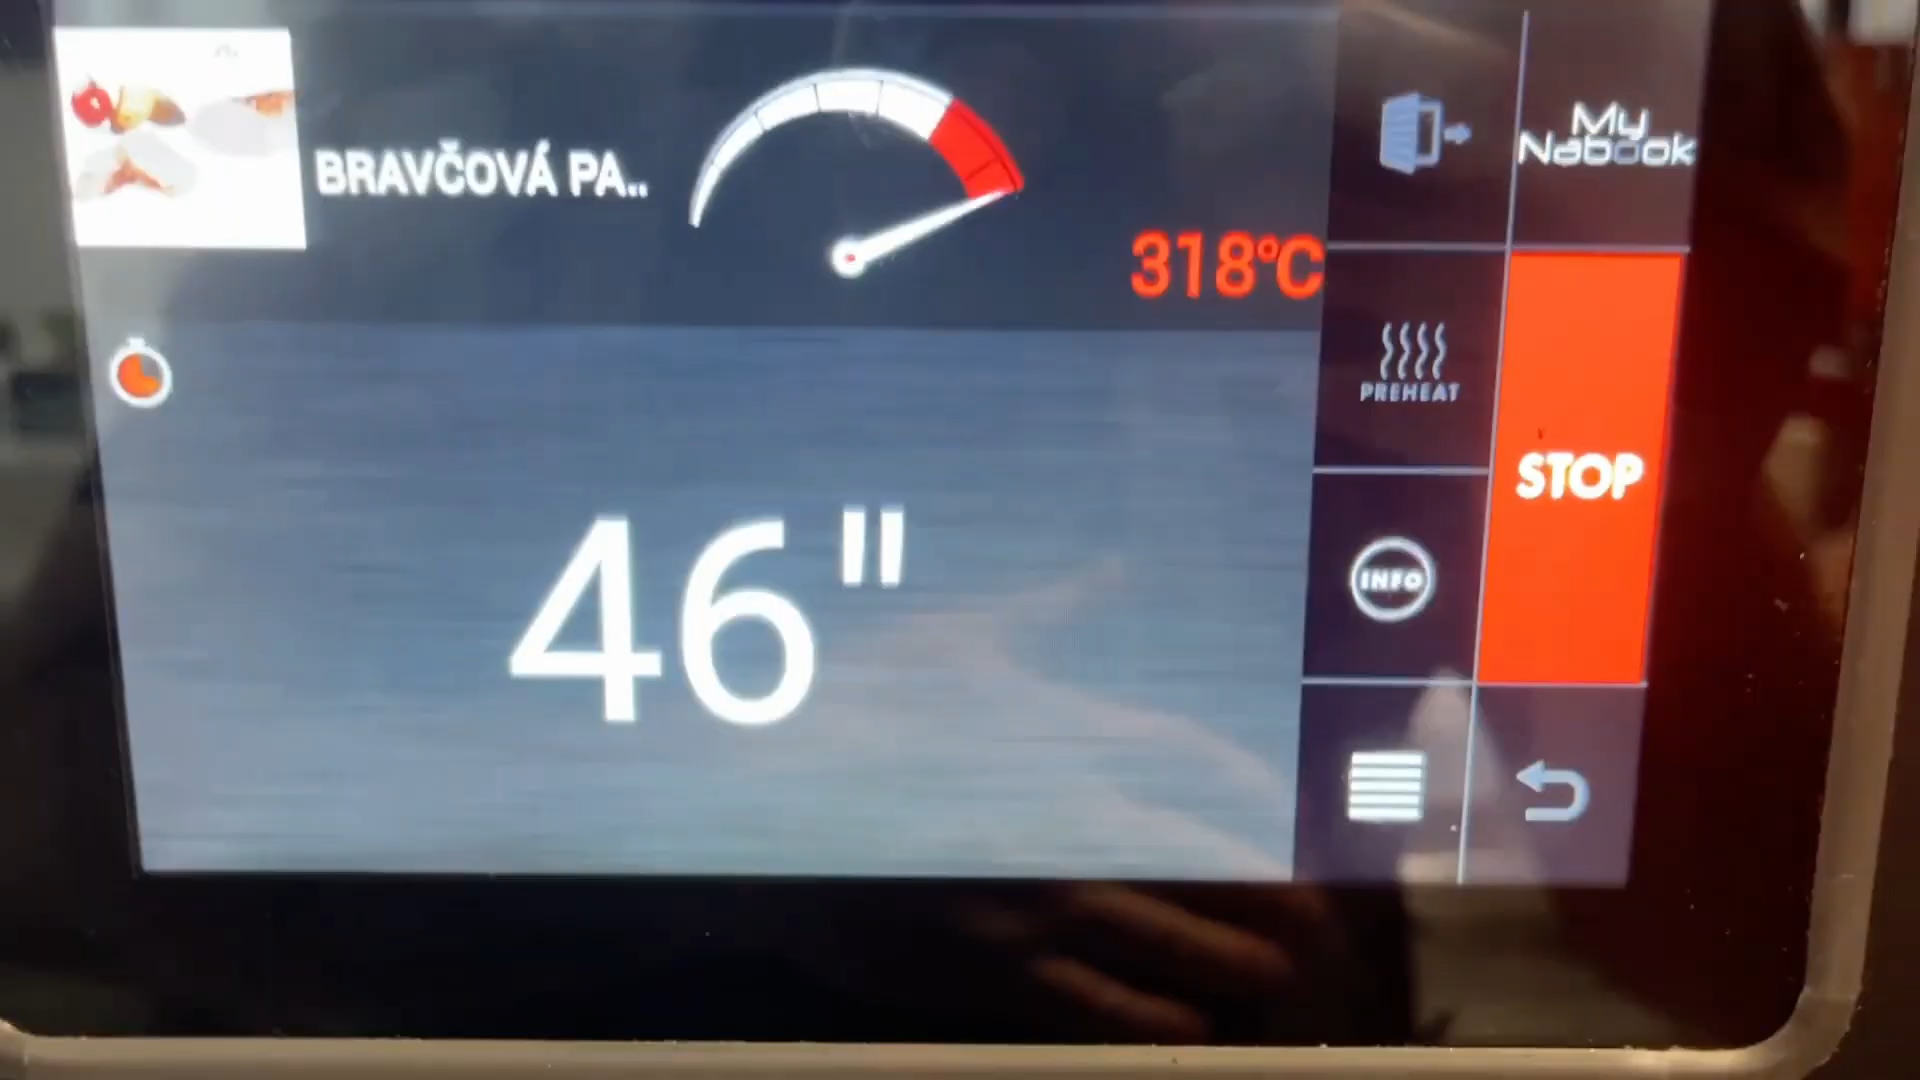 BRAVČOVÁ PA..
318°C
My
Nabook
PREHEAT
STOP
46"
INFO